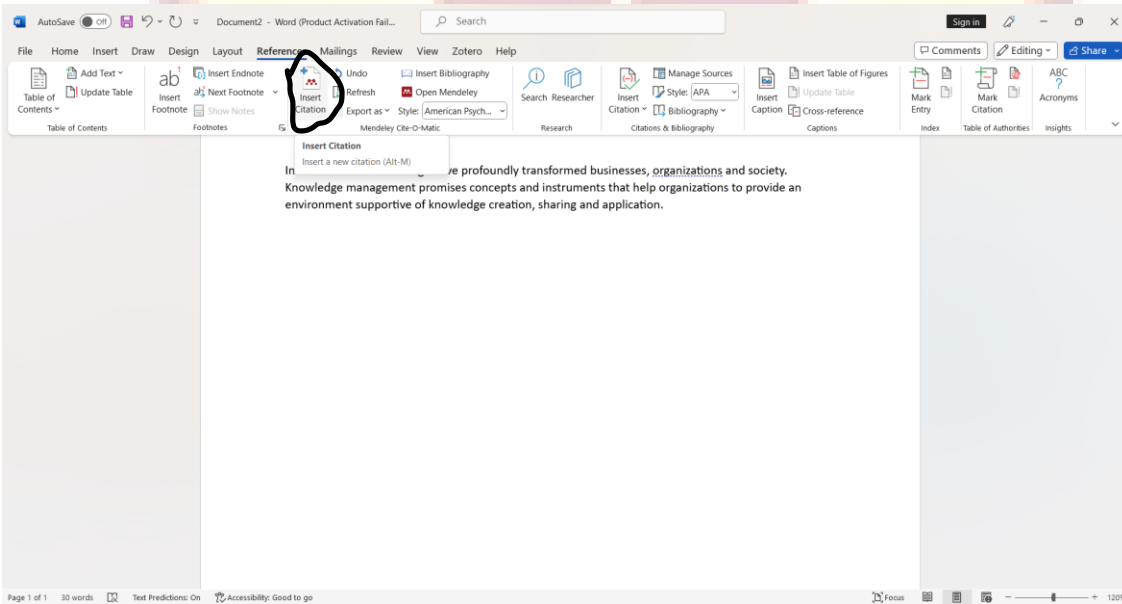 AutoSave Off Document2 - Word (Product Activation Fail... Search Sign in
File Home Insert Draw Design Layout Mailings Review View Zotero Help Comments Editing Share
Table of Contents
Add Text
Update Table
ab
Insert Footnote
Insert Endnote
Next Footnote
Show Notes
Insert Citation
Undo
Refresh
Export as
Insert Bibliography
Open Mendeley
Style: American Psych...
Search
Researcher
Insert Citation
Manage Sources
Style: APA
Bibliography
Insert Caption
Insert Table of Figures
Update Table
Cross-reference
Mark Entry
Mark Citation
ABC
?
Acronyms
Table of Contents Footnotes Mendeley Cite-O-Matic Research Citations & Bibliography Captions Index Table of Authorities Insights
Insert Citation
Insert a new citation (Alt-M)
profoundly transformed businesses, organizations and society.
Knowledge management promises concepts and instruments that help organizations to provide an
environment supportive of knowledge creation, sharing and application.
Page 1 of 1 30 words Text Predictions: On Accessibility: Good to go Focus